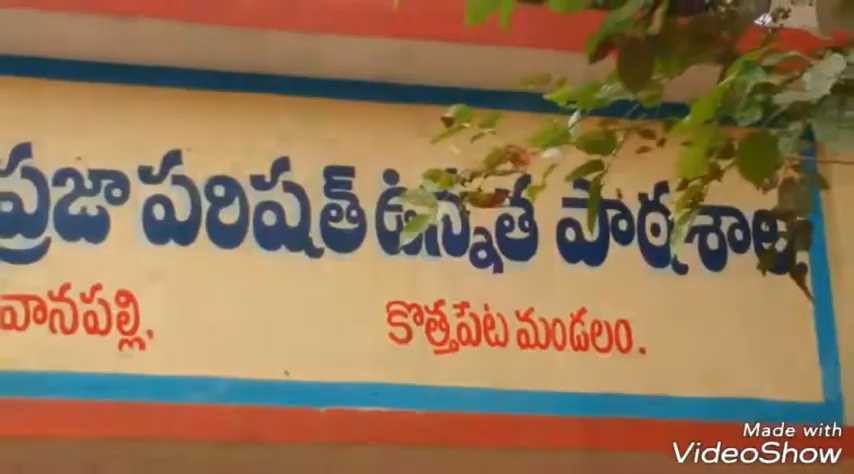 ప్రజా పరిషత్ ఉన్నత పాఠశాల
వానపల్లి.
కొత్తపేట మండలం.
Made with
VideoShow